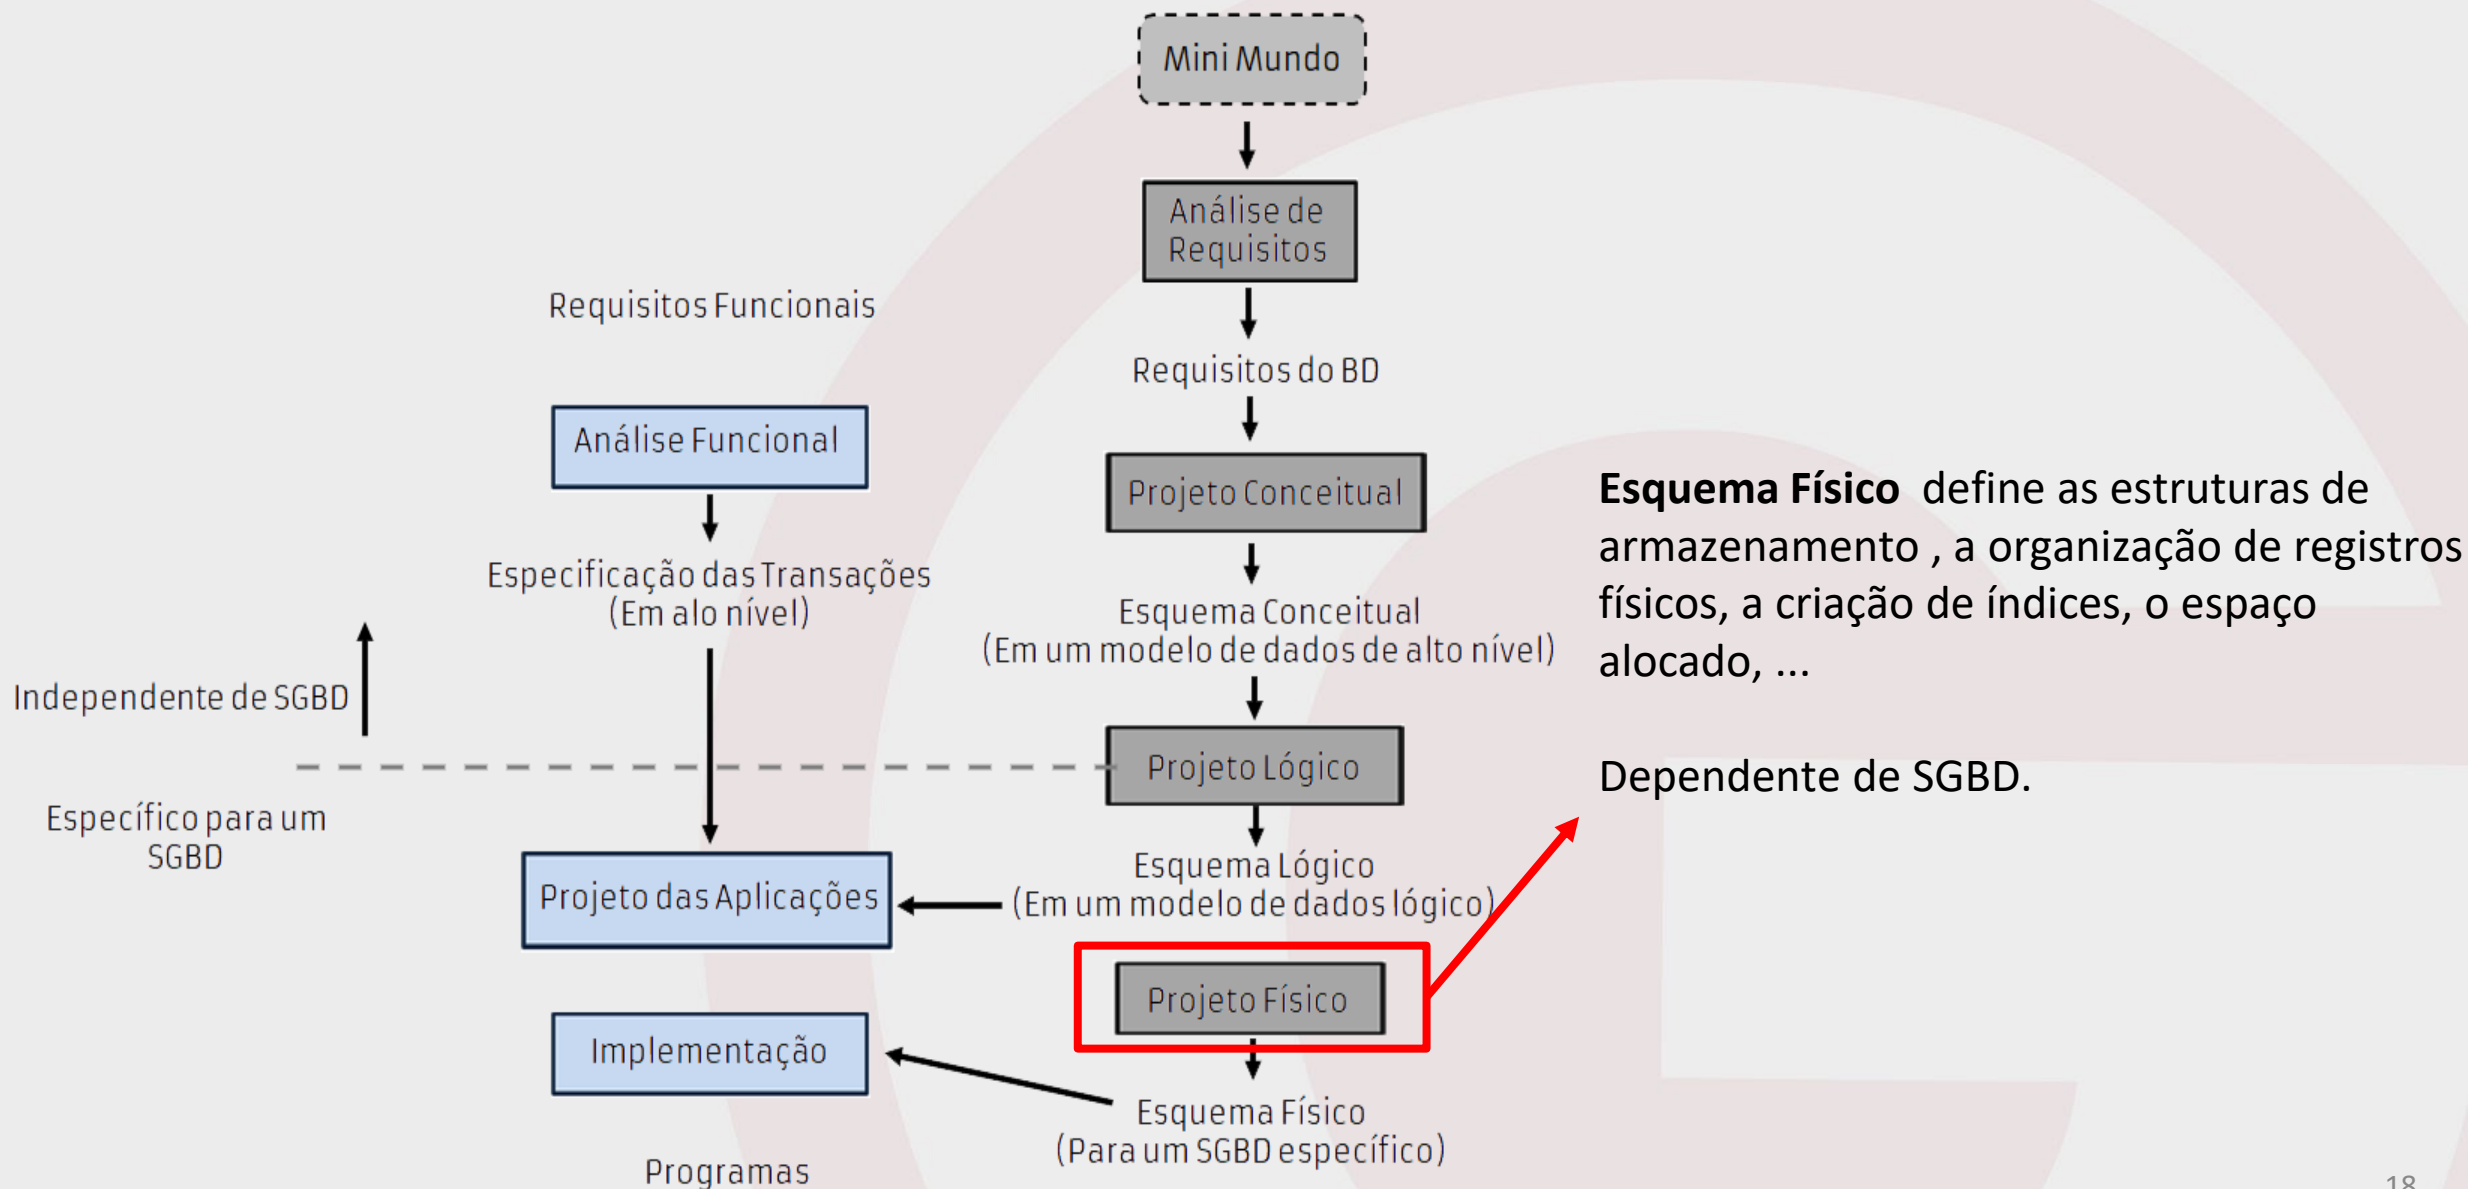 Mini Mundo
Análise de
Requisitos
Requisitos Funcionais
Requisitos do BD
Análise Funcional
Projeto Conceitual
Especificação das Transações
(Em alo nível)
Esquema Conceitual
(Em um modelo de dados de alto nível)
Independente de SGBD
Projeto Lógico
Específico para um
SGBD
Esquema Lógico
(Em um modelo de dados lógico)
Projeto das Aplicações
Projeto Físico
Implementação
Esquema Físico
(Para um SGBD específico)
Programas
Esquema Físico define as estruturas de
armazenamento , a organização de registros
físicos, a criação de índices, o espaço
alocado, ...
Dependente de SGBD.
18